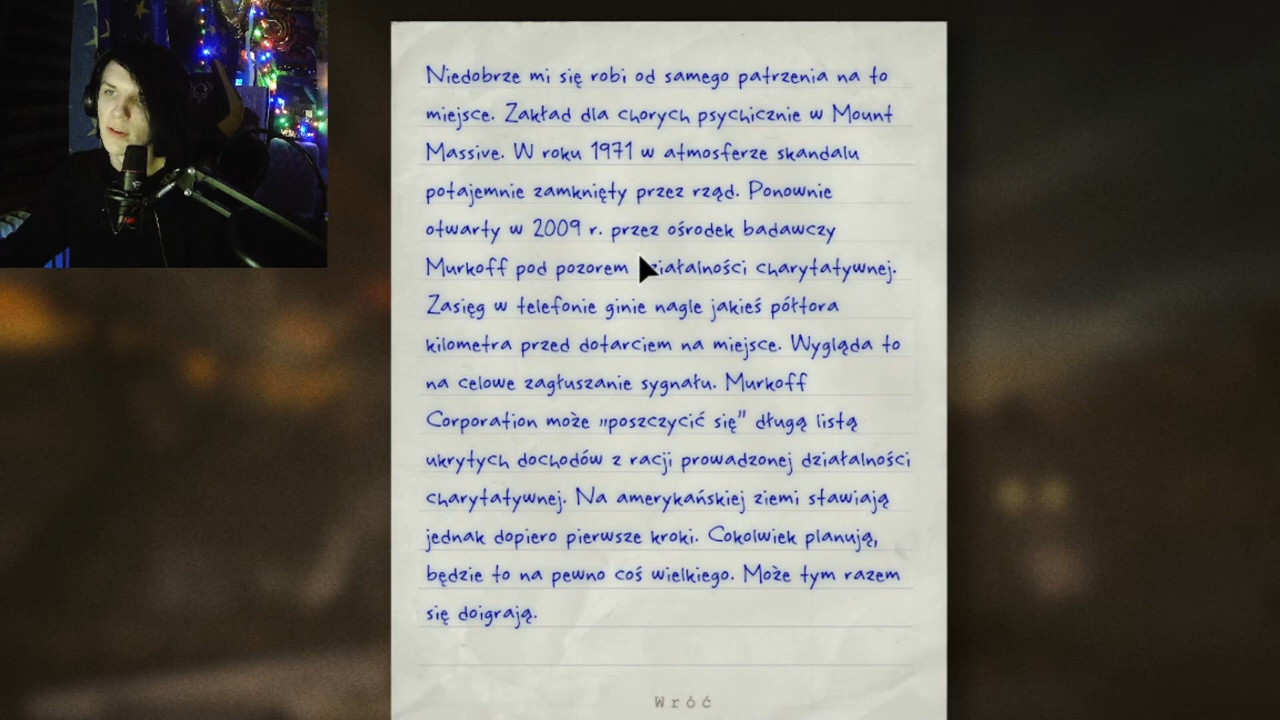 Niedobrze mi się robi od samego patrzenia na to
miejsce. Zakład dla chorych psychicznie w Mount
Massive. W roku 1971 w atmosferze skandalu
potajemnie zamknięty przez rząd. Ponownie
otwarty w 2009 r. przez ośrodek badawczy
Murkoff pod pozorem działalności charytatywnej.
Zasięg w telefonie ginie nagle jakieś półtora
kilometra przed dotarciem na miejsce. Wygląda to
na celowe zagłuszanie sygnału. Murkoff
Corporation może „poszczycić się” długą listą
ukrytych dochodów z racji prowadzonej działalności
charytatywnej. Na amerykańskiej ziemi stawiają
jednak dopiero pierwsze kroki. Cokolwiek planują,
będzie to na pewno coś wielkiego. Może tym razem
się doigrają.
Wróć